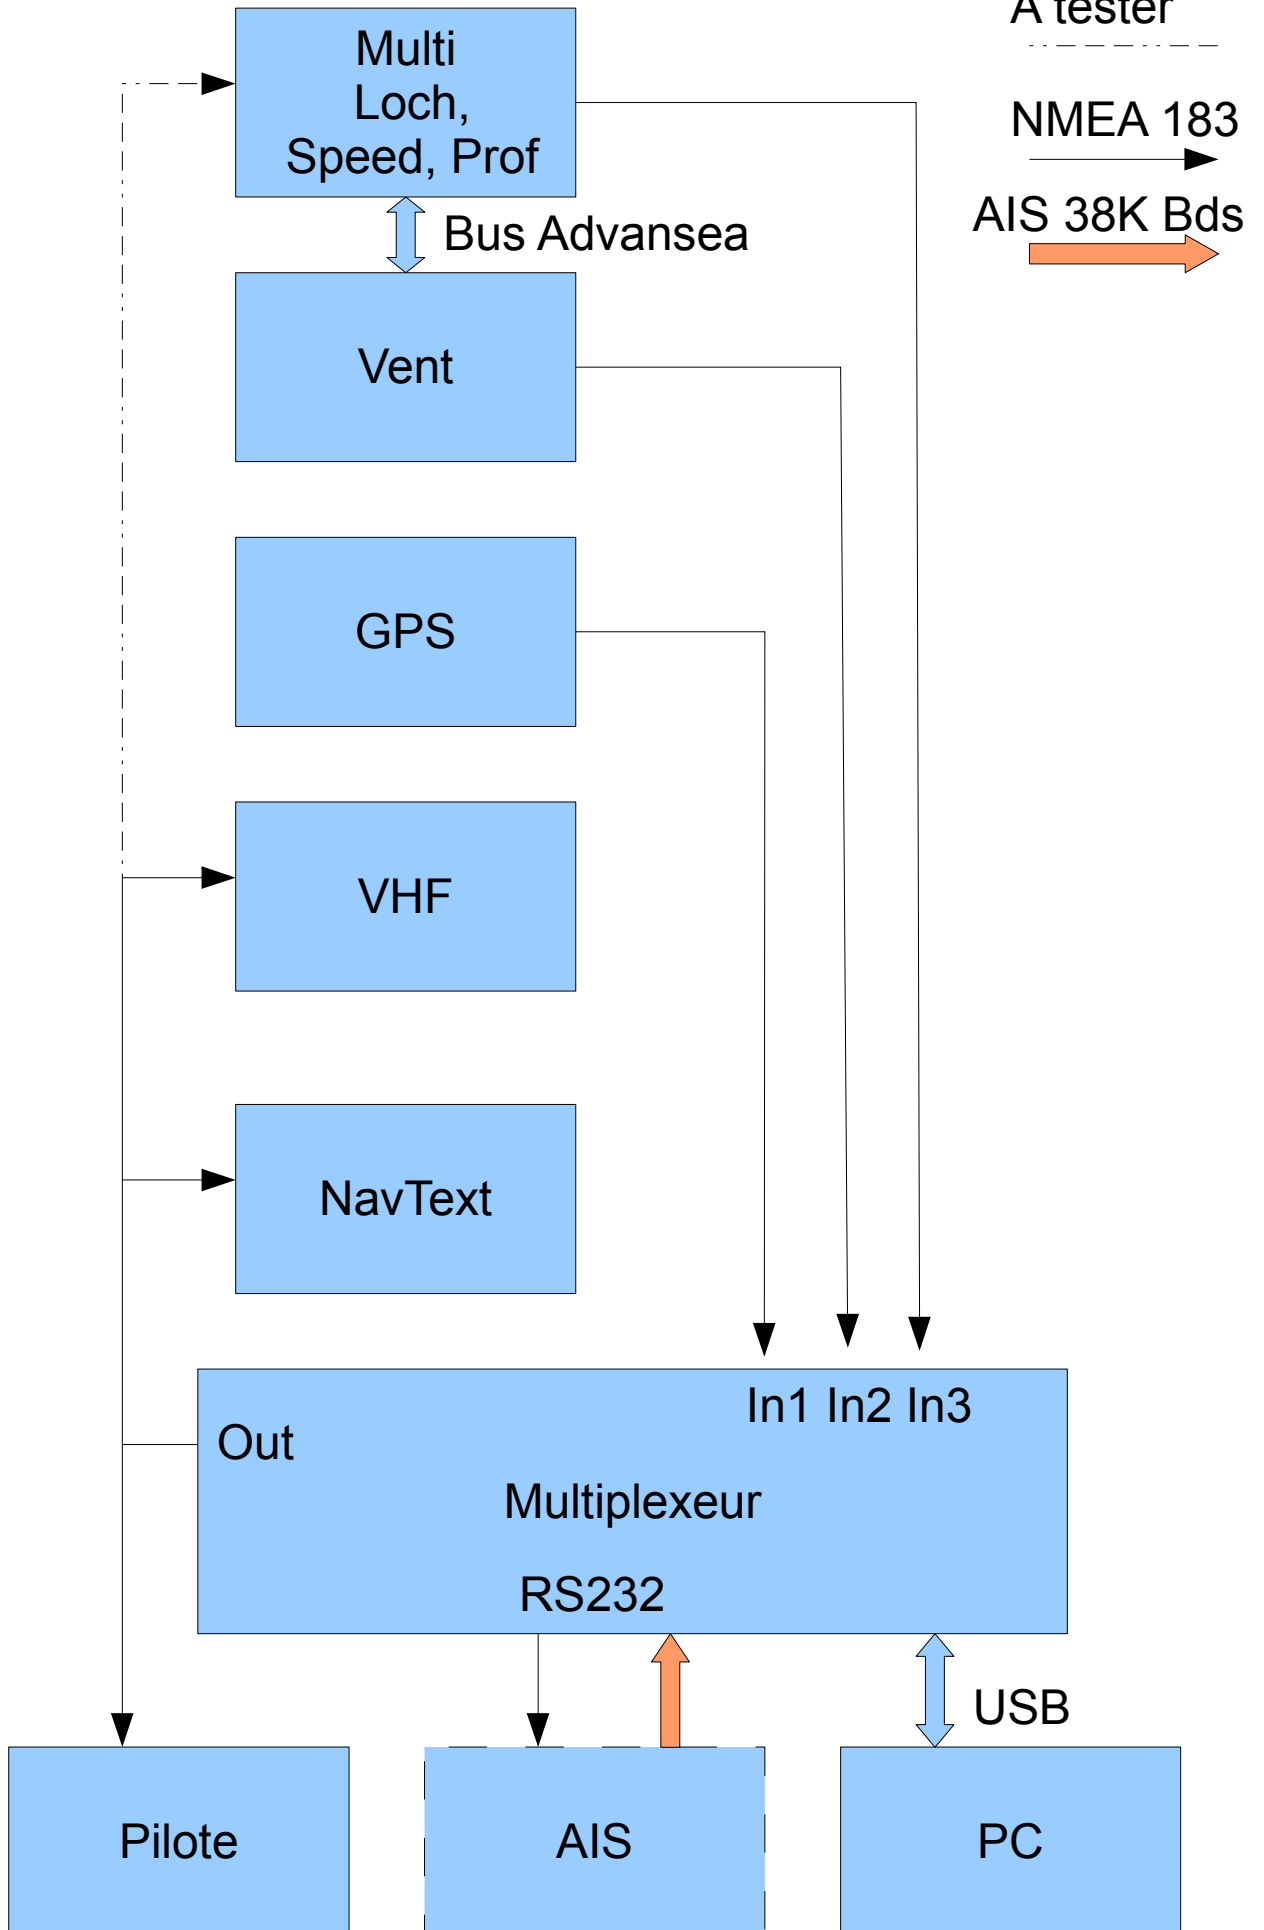 A tester
Multi
Loch,
Speed, Prof
NMEA 183
AIS 38K Bds
Bus Advansea
Vent
GPS
VHF
NavText
In1 In2 In3
Out
Multiplexeur
RS232
USB
Pilote
AIS
PC